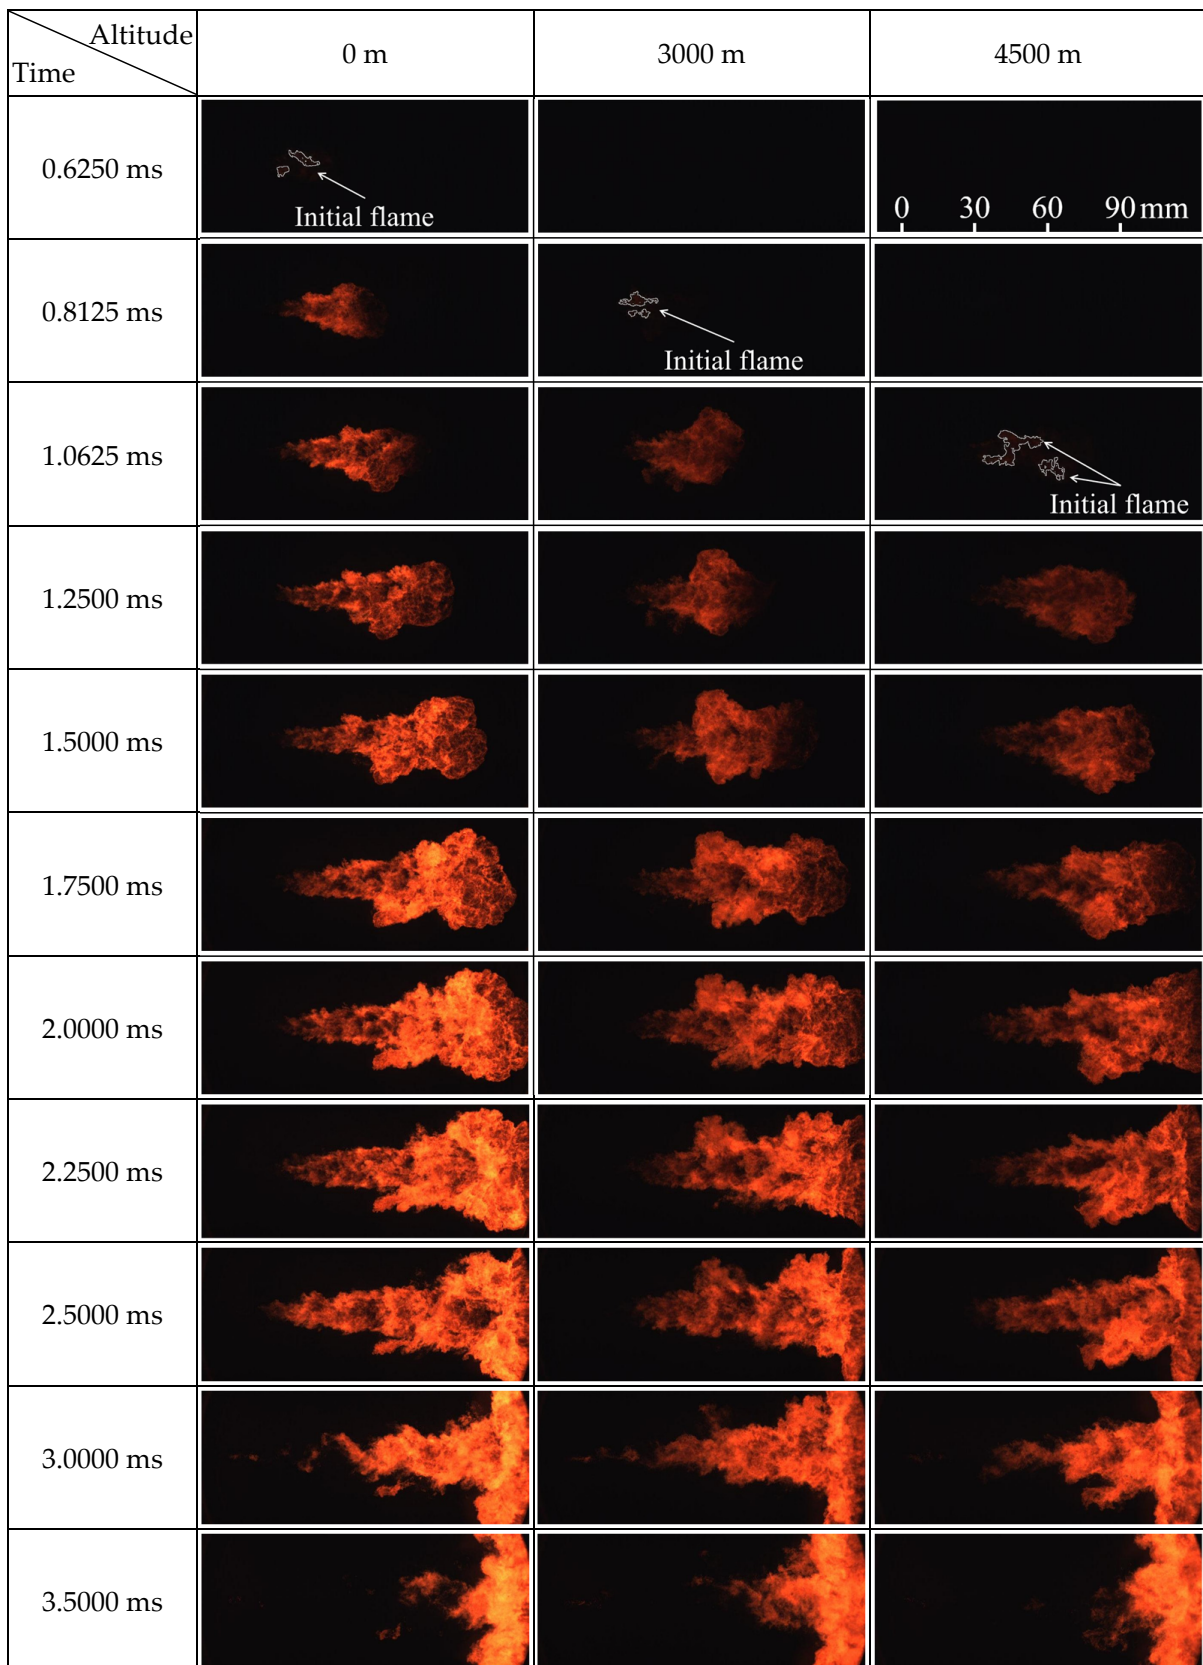 Altitude
Time
0 m
3000 m
4500 m
0.6250 ms
Initial flame
0 30 60 90 mm
0.8125 ms
Initial flame
1.0625 ms
Initial flame
1.2500 ms
1.5000 ms
1.7500 ms
2.0000 ms
2.2500 ms
2.5000 ms
3.0000 ms
3.5000 ms